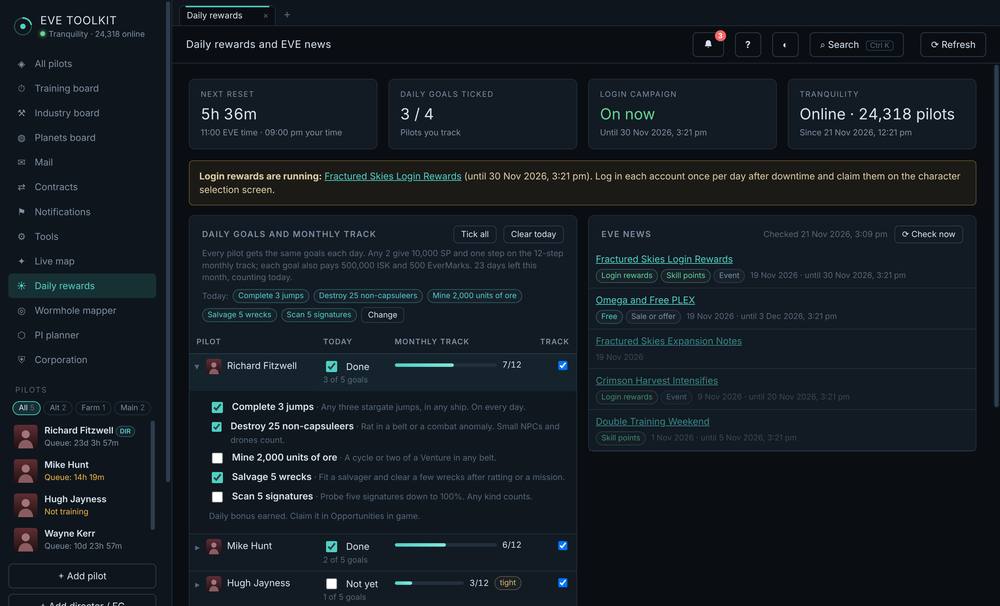 EVE TOOLKIT
Tranquility · 24,318 online
All pilots
Training board
Industry board
Planets board
Mail
Contracts
Notifications
Tools
Live map
Daily rewards
Wormhole mapper
PI planner
Corporation
PILOTS
All 5 Alt 2 Farm 1 Main 2
Richard Fitzwell DIR
Queue: 23d 3h 57m
Mike Hunt
Queue: 14h 19m
Hugh Jayness
Not training
Wayne Kerr
Queue: 10d 23h 57m
+ Add pilot
+ Add director / FC
Daily rewards × +
Daily rewards and EVE news
3
? Search Ctrl K Refresh
NEXT RESET
5h 36m
11:00 EVE time · 09:00 pm your time
DAILY GOALS TICKED
3 / 4
Pilots you track
LOGIN CAMPAIGN
On now
Until 30 Nov 2026, 3:21 pm
TRANQUILITY
Online · 24,318 pilots
Since 21 Nov 2026, 12:21 pm
Login rewards are running: Fractured Skies Login Rewards (until 30 Nov 2026, 3:21 pm). Log in each account once per day after downtime and claim them on the character
selection screen.
DAILY GOALS AND MONTHLY TRACK Tick all Clear today
Every pilot gets the same goals each day. Any 2 give 10,000 SP and one step on the 12-step
monthly track; each goal also pays 500,000 ISK and 500 EverMarks. 23 days left this
month, counting today.
Today: Complete 3 jumps Destroy 25 non-capsuleers Mine 2,000 units of ore
Salvage 5 wrecks Scan 5 signatures Change
PILOT TODAY MONTHLY TRACK TRACK
Richard Fitzwell Done 7/12
3 of 5 goals
Complete 3 jumps · Any three stargate jumps, in any ship. On every day.
Destroy 25 non-capsuleers · Rat in a belt or a combat anomaly. Small NPCs and
drones count.
Mine 2,000 units of ore · A cycle or two of a Venture in any belt.
Salvage 5 wrecks · Fit a salvager and clear a few wrecks after ratting or a mission.
Scan 5 signatures · Probe five signatures down to 100%. Any kind counts.
Daily bonus earned. Claim it in Opportunities in game.
Mike Hunt Done 6/12
2 of 5 goals
Hugh Jayness Not yet 3/12 tight
1 of 5 goals
EVE NEWS Checked 21 Nov 2026, 3:09 pm Check now
Fractured Skies Login Rewards
Login rewards Skill points Event 19 Nov 2026 · until 30 Nov 2026, 3:21 pm
Omega and Free PLEX
Free Sale or offer 19 Nov 2026 · until 3 Dec 2026, 3:21 pm
Fractured Skies Expansion Notes
19 Nov 2026
Crimson Harvest Intensifies
Login rewards Event 9 Nov 2026 · until 20 Nov 2026, 3:21 pm
Double Training Weekend
Skill points 1 Nov 2026 · until 5 Nov 2026, 3:21 pm